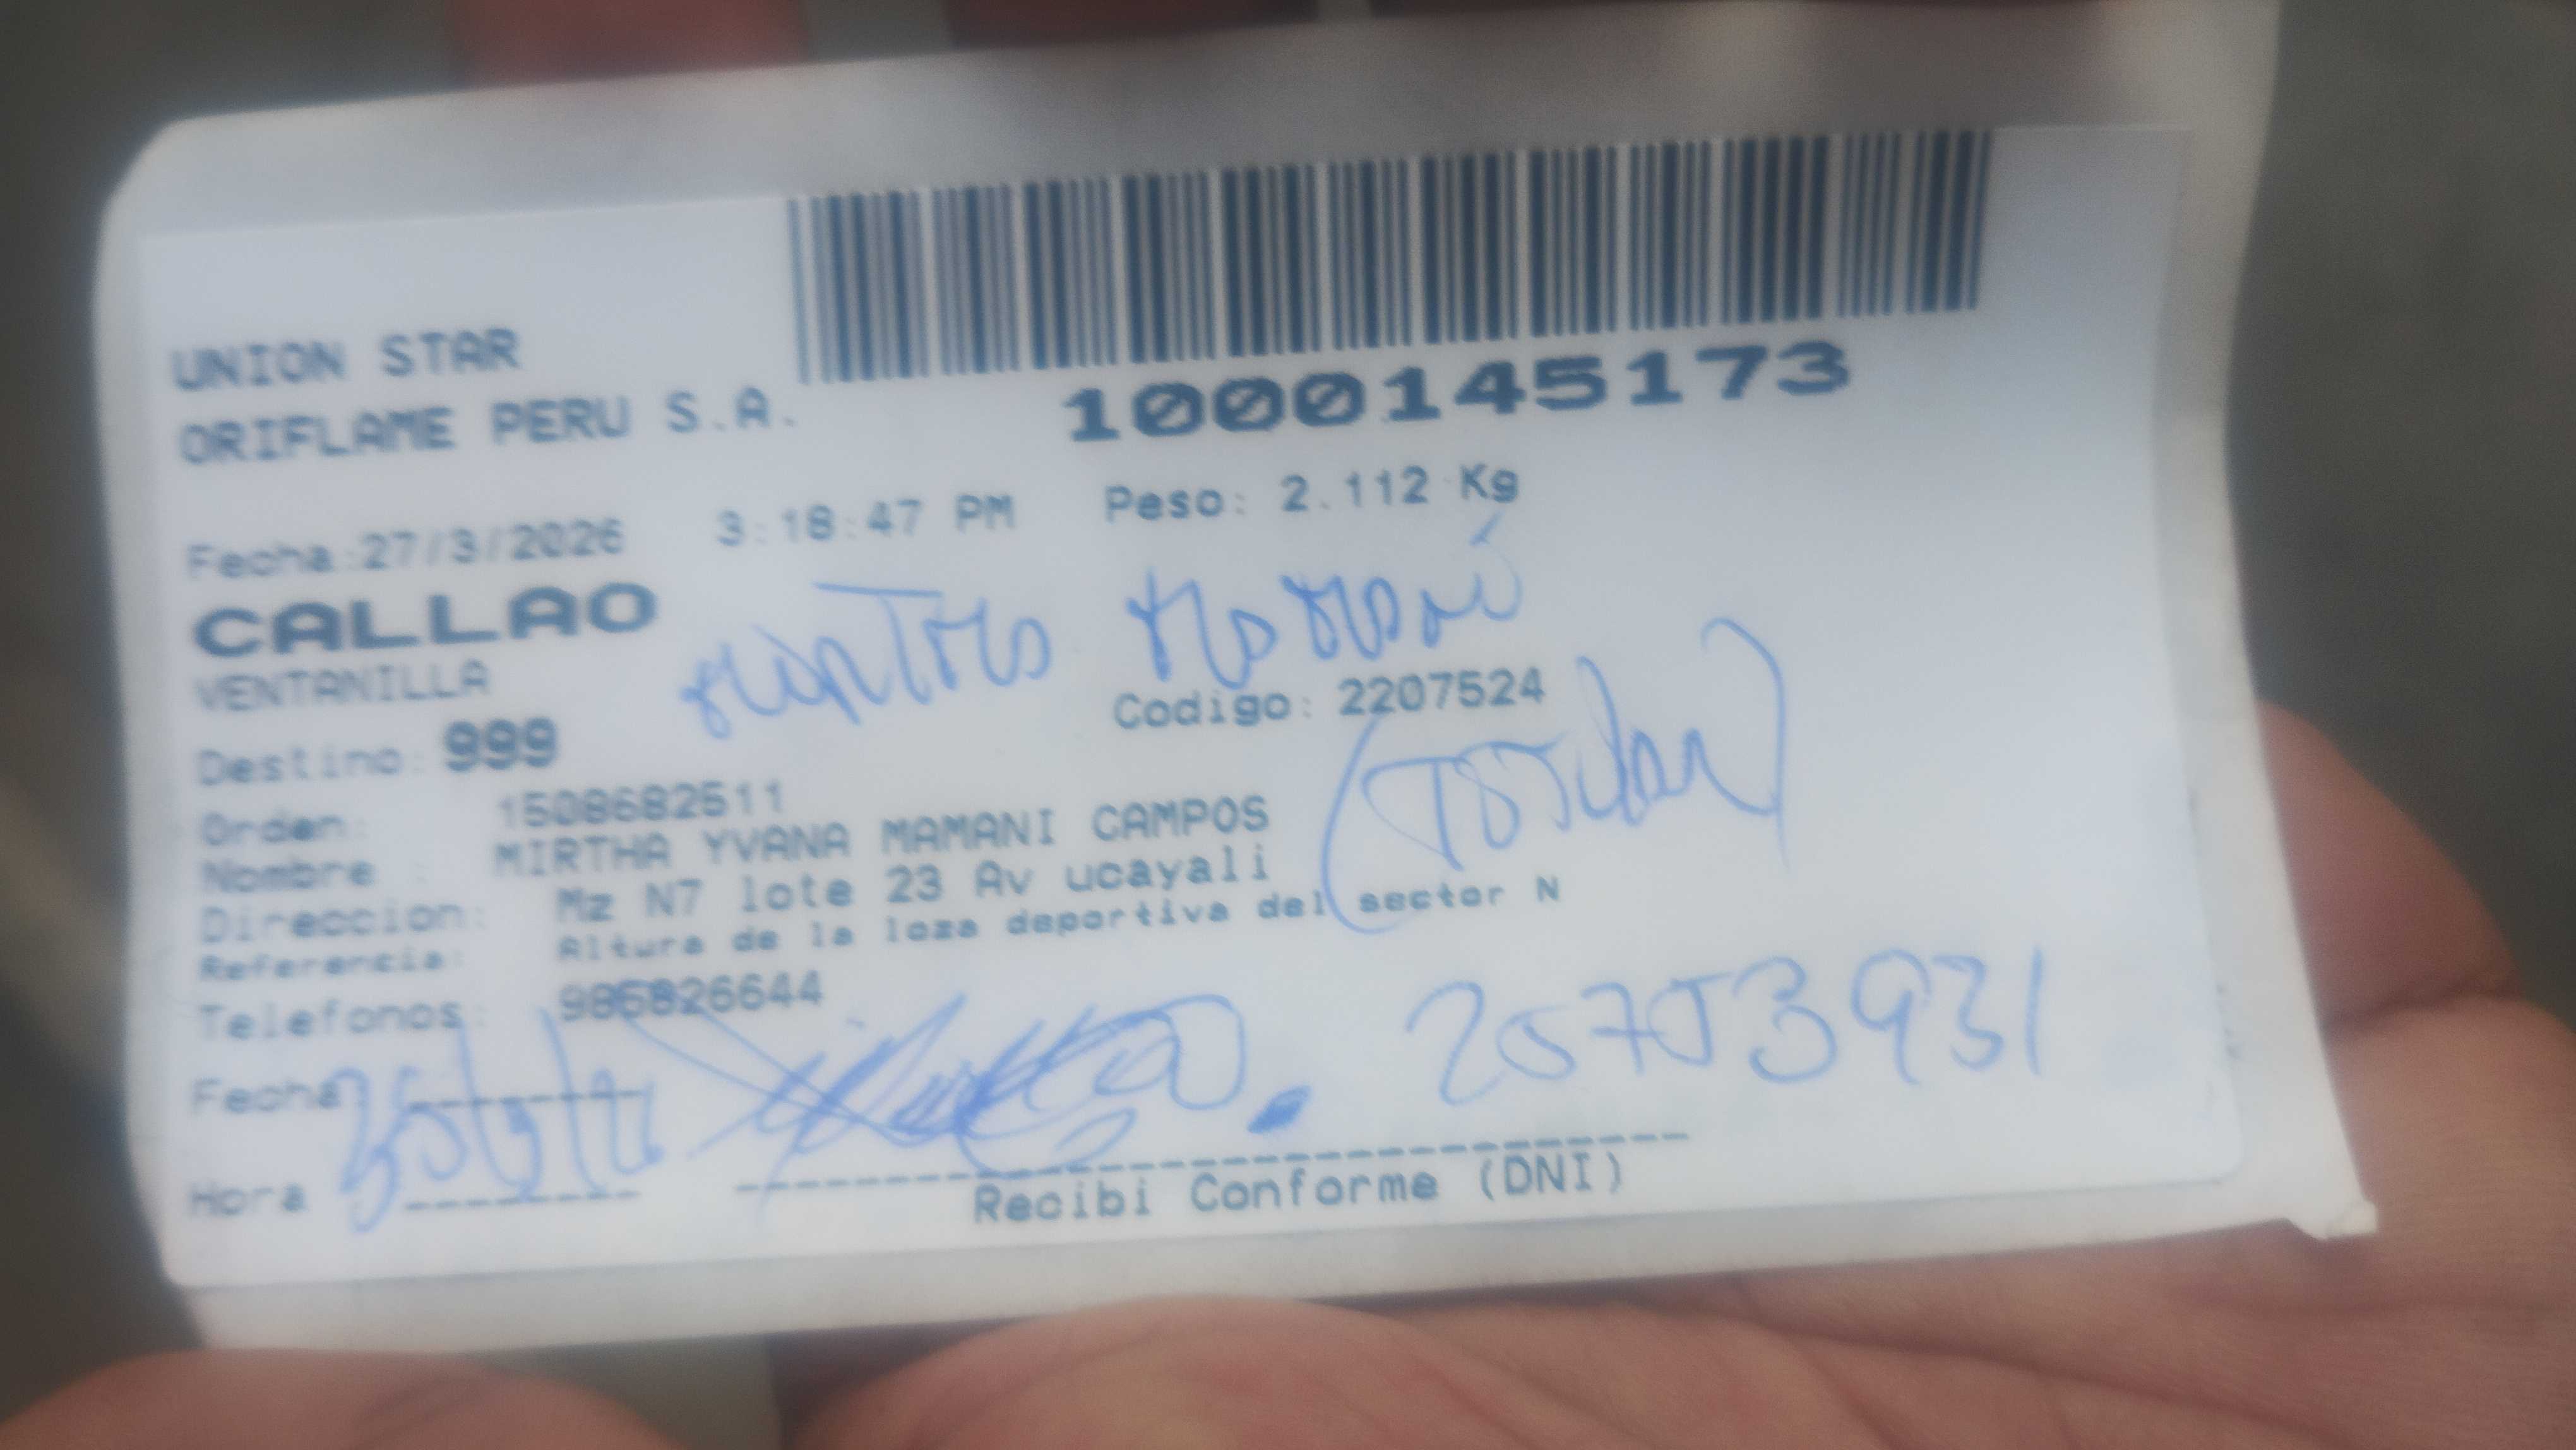 UNION STAR
ORIFLAME PERU S.A.
1000145173
Fecha:27/3/2026 3:18:47 PM Peso: 2.112 Kg
CALLAO
VENTANILLA
Codigo: 2207524
Destino: 999
Orden: 1508682511
Nombre : MIRTHA YVANA MAMANI CAMPOS
Direccion: Mz N7 lote 23 Av ucayali
Referencia: Altura de la loza deportiva del sector N
Telefonos: 986826644
(Titular)
25753931
Fecha
Hora
Recibi Conforme (DNI)